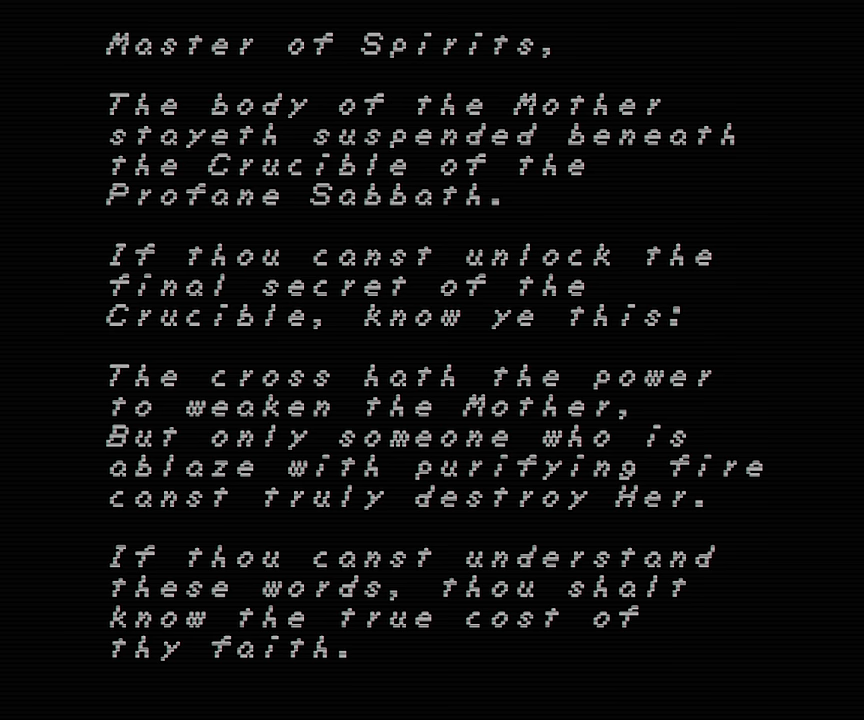 Master of Spirits,
The body of the Mother
stayeth suspended beneath
the Crucible of the
Profane Sabbath.
If thou canst unlock the
final secret of the
Crucible, know ye this:
The cross hath the power
to weaken the Mother,
But only someone who is
ablaze with purifying fire
canst truly destroy Her.
If thou canst understand
these words, thou shalt
know the true cost of
thy faith.